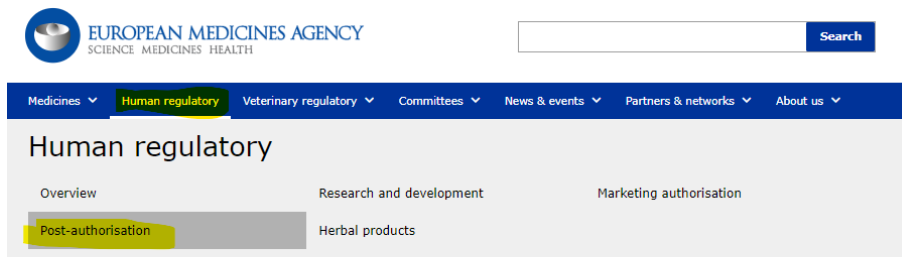 EUROPEAN MEDICINES AGENCY
SCIENCE MEDICINES HEALTH
Search
Medicines Human regulatory Veterinary regulatory Committees News & events Partners & networks About us
Human regulatory
Overview Research and development Marketing authorisation
Post-authorisation Herbal products